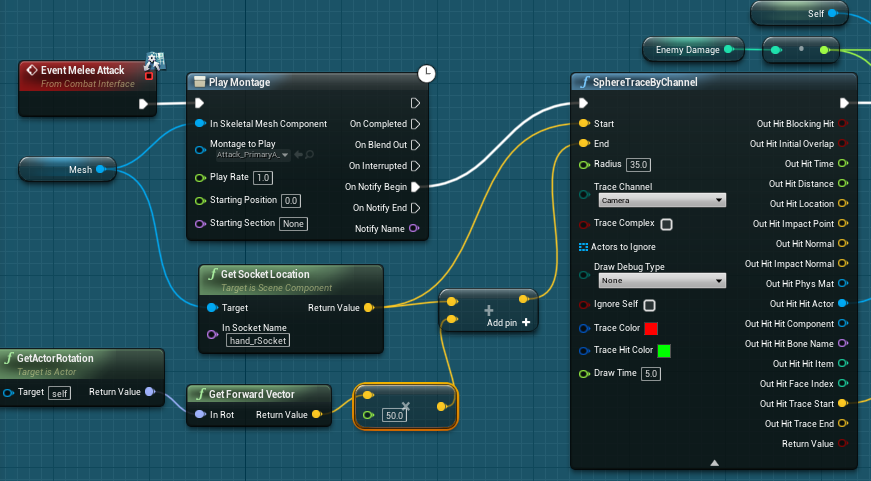 Self
Enemy Damage
Event Melee Attack
From Combat Interface
Play Montage
In Skeletal Mesh Component
On Completed
Montage to Play
Attack_PrimaryA_
On Blend Out
On Interrupted
Play Rate 1.0
On Notify Begin
Starting Position 0.0
On Notify End
Starting Section None
Notify Name
Mesh
Get Socket Location
Target is Scene Component
Target
Return Value
In Socket Name
hand_rSocket
Add pin
GetActorRotation
Target is Actor
Target self
Return Value
Get Forward Vector
In Rot
Return Value
50.0
SphereTraceByChannel
Start
Out Hit Blocking Hit
End
Out Hit Initial Overlap
Radius 35.0
Out Hit Time
Out Hit Distance
Trace Channel
Camera
Out Hit Location
Trace Complex
Out Hit Impact Point
Actors to Ignore
Out Hit Normal
Out Hit Impact Normal
Draw Debug Type
None
Out Hit Phys Mat
Ignore Self
Out Hit Hit Actor
Trace Color
Out Hit Hit Component
Trace Hit Color
Out Hit Hit Bone Name
Out Hit Hit Item
Draw Time 5.0
Out Hit Face Index
Out Hit Trace Start
Out Hit Trace End
Return Value